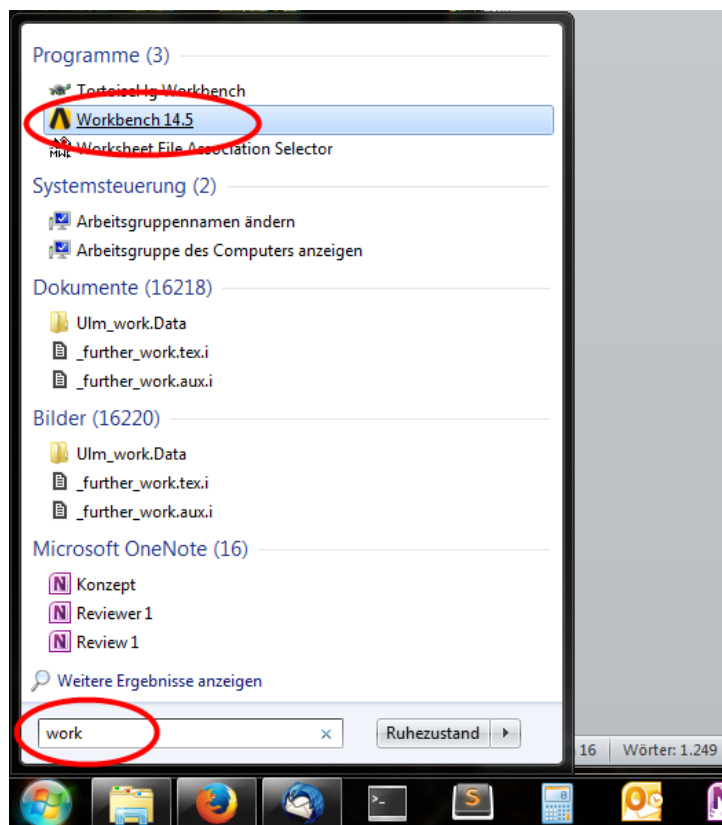 Programme (3)
TortoiseHg Workbench
Workbench 14.5
Worksheet File Association Selector
Systemsteuerung (2)
Arbeitsgruppennamen ändern
Arbeitsgruppe des Computers anzeigen
Dokumente (16218)
Ulm_work.Data
_further_work.tex.i
_further_work.aux.i
Bilder (16220)
Ulm_work.Data
_further_work.tex.i
_further_work.aux.i
Microsoft OneNote (16)
Konzept
Reviewer 1
Review 1
Weitere Ergebnisse anzeigen
work
Ruhezustand
16 Wörter: 1.249